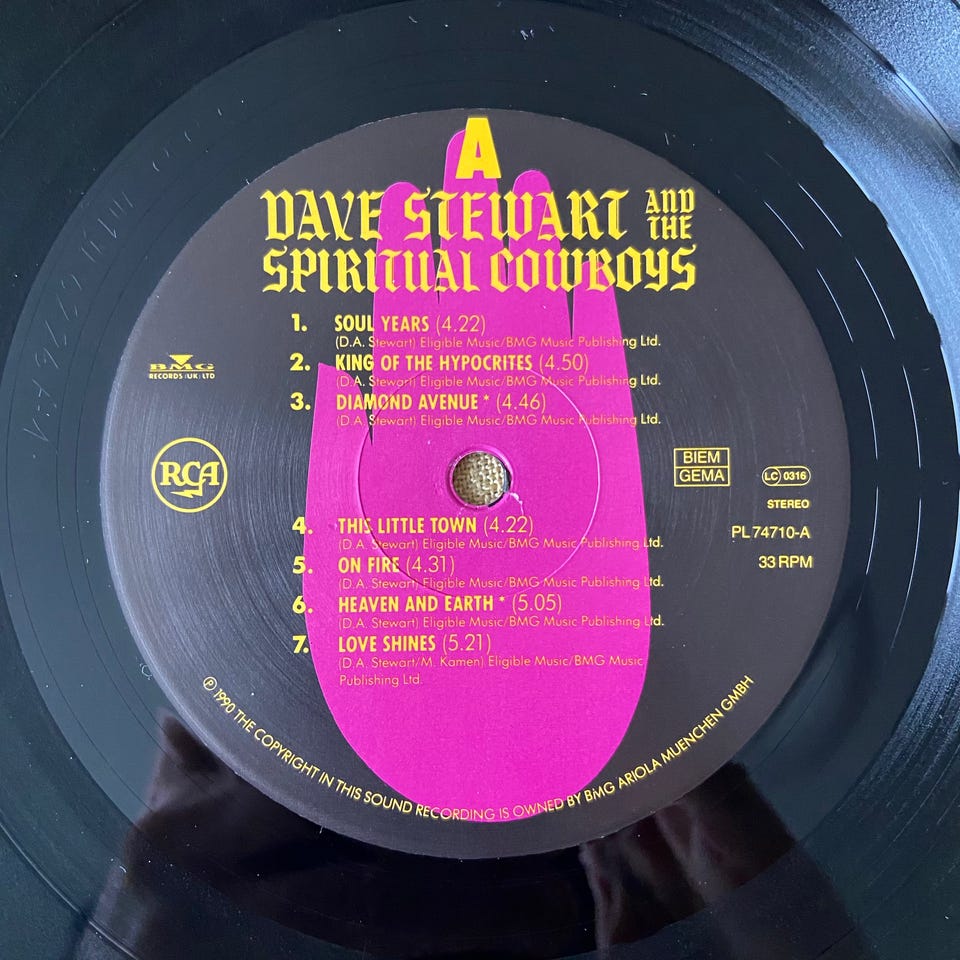 A
DAVE STEWART AND THE
SPIRITUAL COWBOYS
1. SOUL YEARS (4.22)
(D.A. Stewart) Eligible Music/BMG Music Publishing Ltd.
2. KING OF THE HYPOCRITES (4.50)
(D.A. Stewart) Eligible Music/BMG Music Publishing Ltd.
3. DIAMOND AVENUE * (4.46)
(D.A. Stewart) Eligible Music/BMG Music Publishing Ltd.
BMG
RECORDS (UK) LTD
RCA
BIEM
GEMA
LC 0316
STEREO
PL 74710-A
33 RPM
4. THIS LITTLE TOWN (4.22)
(D.A. Stewart) Eligible Music/BMG Music Publishing Ltd.
5. ON FIRE (4.31)
(D.A. Stewart) Eligible Music/BMG Music Publishing Ltd.
6. HEAVEN AND EARTH * (5.05)
(D.A. Stewart) Eligible Music/BMG Music Publishing Ltd.
7. LOVE SHINES (5.21)
(D.A. Stewart/M. Kamen) Eligible Music/BMG Music
Publishing Ltd.
℗ 1990 THE COPYRIGHT IN THIS SOUND RECORDING IS OWNED BY BMG ARIOLA MUENCHEN GMBH